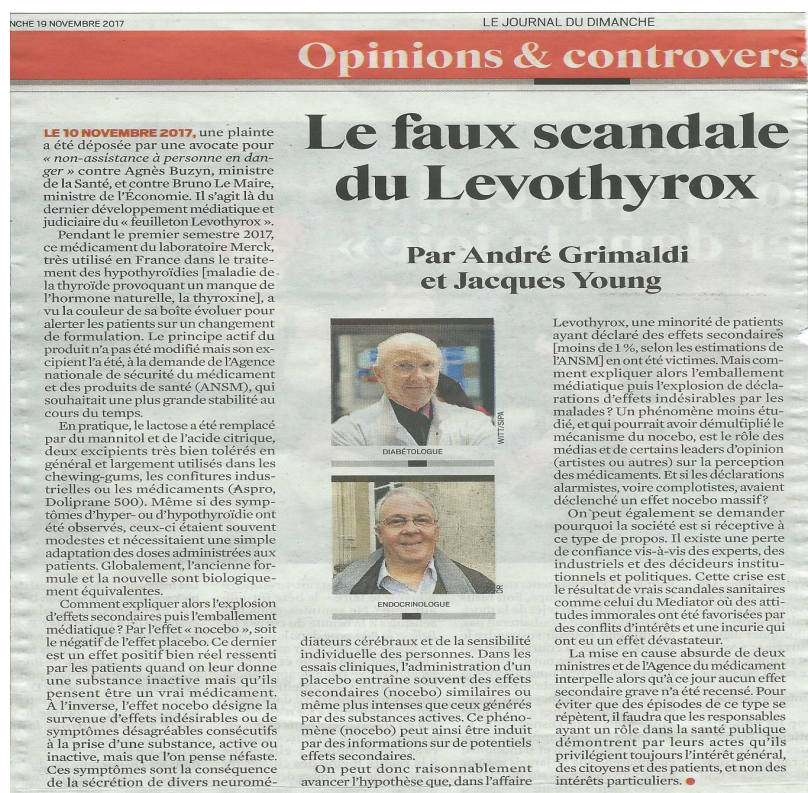 NCHE 19 NOVEMBRE 2017
LE JOURNAL DU DIMANCHE
Opinions & controverse
Le faux scandale
du Levothyrox
Par André Grimaldi
et Jacques Young
LE 10 NOVEMBRE 2017, une plainte
a été déposée par une avocate pour
« non-assistance à personne en dan-
ger » contre Agnès Buzyn, ministre
de la Santé, et contre Bruno Le Maire,
ministre de l'Économie. Il s'agit là du
dernier développement médiatique et
judiciaire du « feuilleton Levothyrox ».
Pendant le premier semestre 2017,
ce médicament du laboratoire Merck,
très utilisé en France dans le traite-
ment des hypothyroïdies [maladie de
la thyroïde provoquant un manque de
l'hormone naturelle, la thyroxine], a
vu la couleur de sa boîte évoluer pour
alerter les patients sur un changement
de formulation. Le principe actif du
produit n'a pas été modifié mais son ex-
cipient l'a été, à la demande de l'Agence
nationale de sécurité du médicament
et des produits de santé (ANSM), qui
souhaitait une plus grande stabilité au
cours du temps.
En pratique, le lactose a été remplacé
par du mannitol et de l'acide citrique,
deux excipients très bien tolérés en
général et largement utilisés dans les
chewing-gums, les confitures indus-
trielles ou les médicaments (Aspro,
Doliprane 500). Même si des symp-
tômes d'hyper- ou d'hypothyroïdie ont
été observés, ceux-ci étaient souvent
modestes et nécessitaient une simple
adaptation des doses administrées aux
patients. Globalement, l'ancienne for-
mule et la nouvelle sont biologique-
ment équivalentes.
Comment expliquer alors l'explosion
d'effets secondaires puis l'emballement
médiatique ? Par l'effet « nocebo », soit
le négatif de l'effet placebo. Ce dernier
est un effet positif bien réel ressenti
par les patients quand on leur donne
une substance inactive mais qu'ils
pensent être un vrai médicament.
À l'inverse, l'effet nocebo désigne la
survenue d'effets indésirables ou de
symptômes désagréables consécutifs
à la prise d'une substance, active ou
inactive, mais que l'on pense néfaste.
Ces symptômes sont la conséquence
de la sécrétion de divers neuromé-
WITT/SIPA
DIABÉTOLOGUE
DR
ENDOCRINOLOGUE
diateurs cérébraux et de la sensibilité
individuelle des personnes. Dans les
essais cliniques, l'administration d'un
placebo entraîne souvent des effets
secondaires (nocebo) similaires ou
même plus intenses que ceux générés
par des substances actives. Ce phéno-
mène (nocebo) peut ainsi être induit
par des informations sur de potentiels
effets secondaires.
On peut donc raisonnablement
avancer l'hypothèse que, dans l'affaire
Levothyrox, une minorité de patients
ayant déclaré des effets secondaires
[moins de 1 %, selon les estimations de
l'ANSM] en ont été victimes. Mais com-
ment expliquer alors l'emballement
médiatique puis l'explosion de décla-
rations d'effets indésirables par les
malades ? Un phénomène moins étu-
dié, et qui pourrait avoir démultiplié le
mécanisme du nocebo, est le rôle des
médias et de certains leaders d'opinion
(artistes ou autres) sur la perception
des médicaments. Et si les déclarations
alarmistes, voire complotistes, avaient
déclenché un effet nocebo massif ?
On peut également se demander
pourquoi la société est si réceptive à
ce type de propos. Il existe une perte
de confiance vis-à-vis des experts, des
industriels et des décideurs institu-
tionnels et politiques. Cette crise est
le résultat de vrais scandales sanitaires
comme celui du Mediator où des atti-
tudes immorales ont été favorisées par
des conflits d'intérêts et une incurie qui
ont eu un effet dévastateur.
La mise en cause absurde de deux
ministres et de l'Agence du médicament
interpelle alors qu'à ce jour aucun effet
secondaire grave n'a été recensé. Pour
éviter que des épisodes de ce type se
répètent, il faudra que les responsables
ayant un rôle dans la santé publique
démontrent par leurs actes qu'ils
privilégient toujours l'intérêt général,
des citoyens et des patients, et non des
intérêts particuliers.